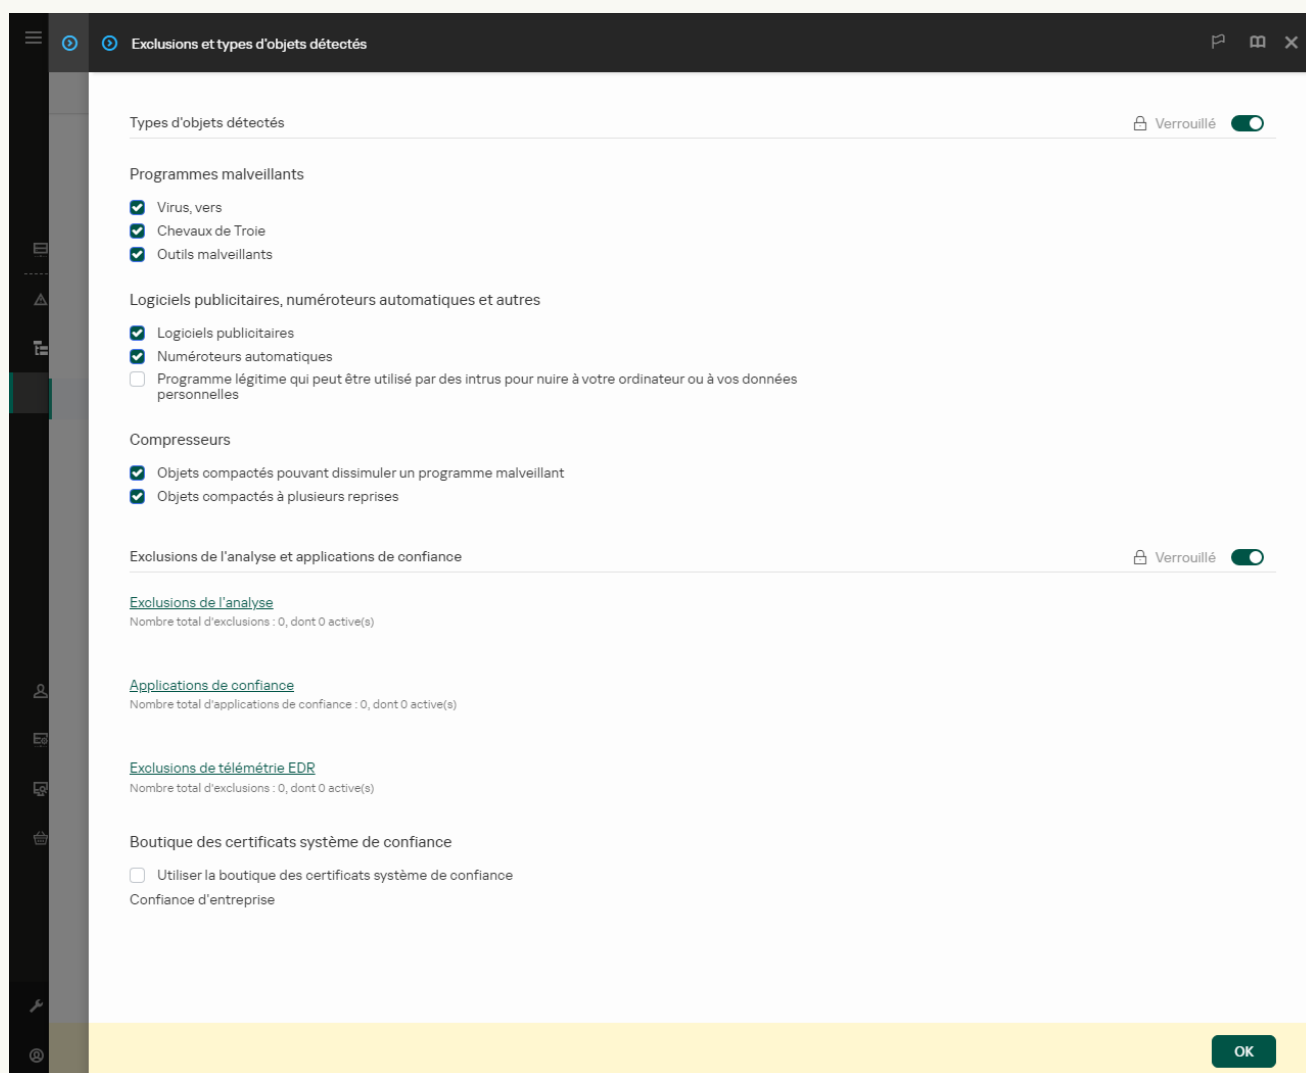 Exclusions et types d'objets détectés
Types d'objets détectés
Verrouillé
Programmes malveillants
Virus, vers
Chevaux de Troie
Outils malveillants
Logiciels publicitaires, numéroteurs automatiques et autres
Logiciels publicitaires
Numéroteurs automatiques
Programme légitime qui peut être utilisé par des intrus pour nuire à votre ordinateur ou à vos données
personnelles
Compresseurs
Objets compactés pouvant dissimuler un programme malveillant
Objets compactés à plusieurs reprises
Exclusions de l'analyse et applications de confiance
Verrouillé
Exclusions de l'analyse
Nombre total d'exclusions : 0, dont 0 active(s)
Applications de confiance
Nombre total d'applications de confiance : 0, dont 0 active(s)
Exclusions de télémétrie EDR
Nombre total d'exclusions : 0, dont 0 active(s)
Boutique des certificats système de confiance
Utiliser la boutique des certificats système de confiance
Confiance d'entreprise
OK